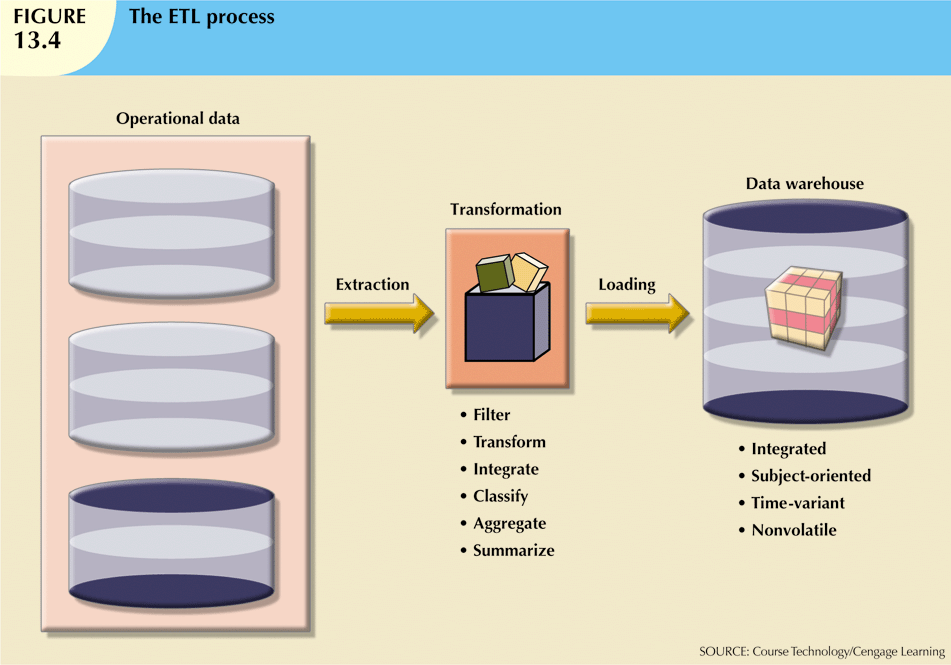 FIGURE
13.4
The ETL process
Operational data
Extraction
Transformation
• Filter
• Transform
• Integrate
• Classify
• Aggregate
• Summarize
Loading
Data warehouse
• Integrated
• Subject-oriented
• Time-variant
• Nonvolatile
SOURCE: Course Technology/Cengage Learning